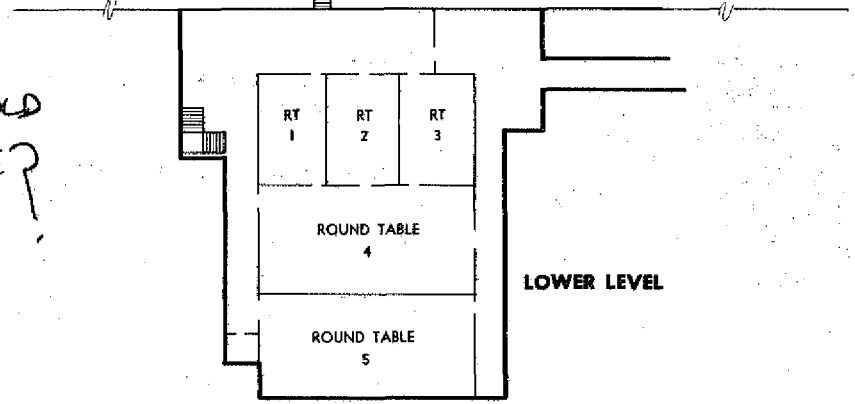 RT
1
RT
2
RT
3
ROUND TABLE
4
LOWER LEVEL
ROUND TABLE
5